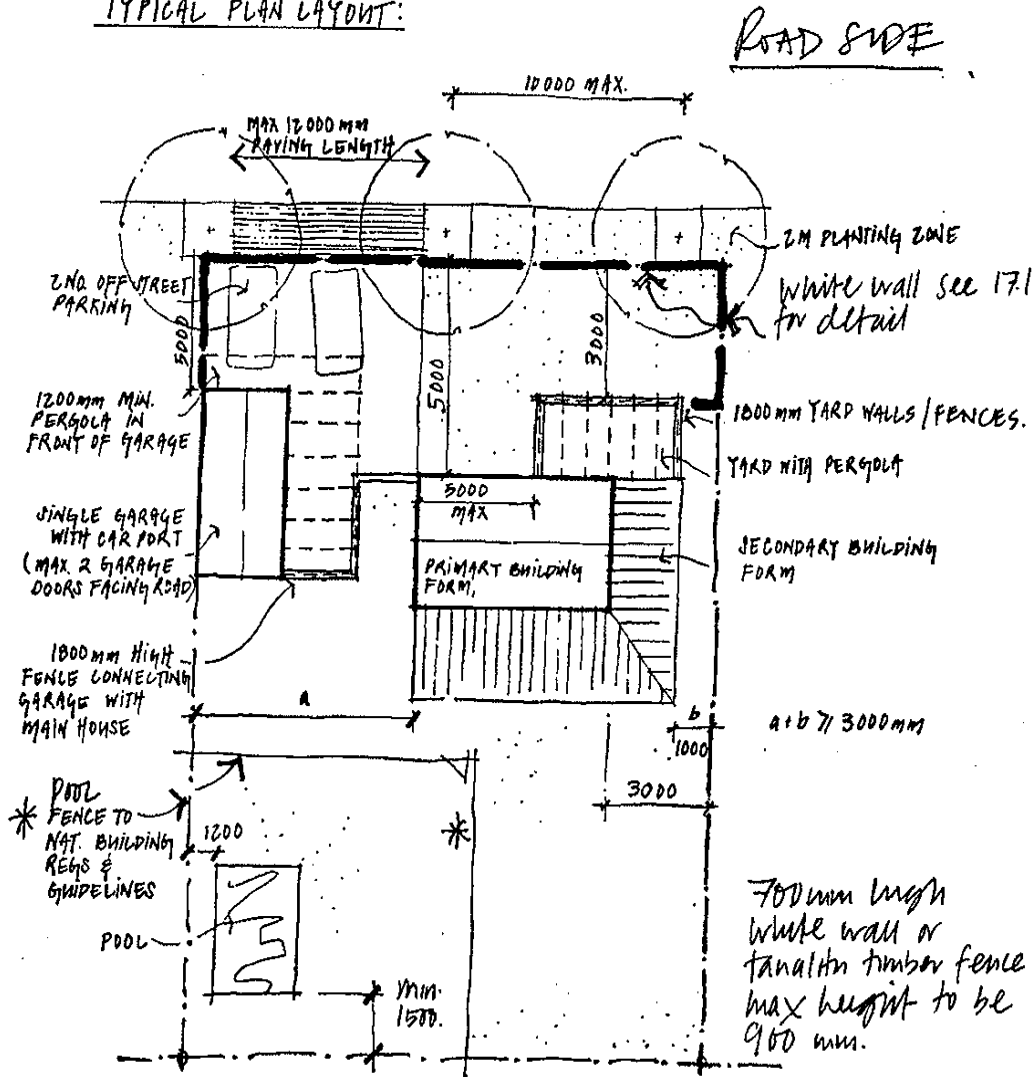 TYPICAL PLAN LAYOUT:
ROAD SIDE
10000 MAX.
MAX 12000mm
PAVING LENGTH
2M PLANTING ZONE
2NO. OFF STREET
PARKING
white wall see 17.1
for detail
5000
5000
3000
1200mm MIN.
PERGOLA IN
FRONT OF GARAGE
1800mm YARD WALLS/FENCES.
YARD WITH PERGOLA
5000
MAX
SINGLE GARAGE
WITH CAR PORT
(MAX 2 GARAGE
DOORS FACING ROAD)
PRIMARY BUILDING
FORM,
SECONDARY BUILDING
FORM
1800mm HIGH
FENCE CONNECTING
GARAGE WITH
MAIN HOUSE
a
b
a+b ⩾ 3000mm
1000
3000
* POOL
FENCE TO
NAT. BUILDING
REGS &
GUIDELINES
*
1200
POOL
min.
1500.
700mm high
white wall or
tanalith timber fence
max height to be
900 mm.